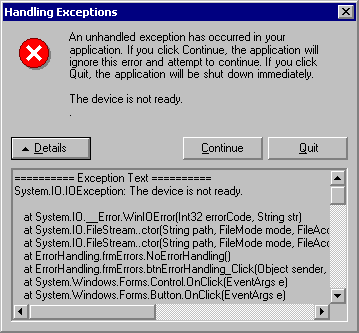 Handling Exceptions
An unhandled exception has occurred in your
application. If you click Continue, the application will
ignore this error and attempt to continue. If you click
Quit, the application will be shut down immediately.
The device is not ready.
.
Details
Continue
Quit
========== Exception Text ==========
System.IO.IOException: The device is not ready.
at System.IO.__Error.WinIOError(Int32 errorCode, String str)
at System.IO.FileStream..ctor(String path, FileMode mode, FileAcc
at System.IO.FileStream..ctor(String path, FileMode mode, FileAcc
at ErrorHandling.frmErrors.NoErrorHandling()
at ErrorHandling.frmErrors.btnErrorHandling_Click(Object sender,
at System.Windows.Forms.Control.OnClick(EventArgs e)
at System.Windows.Forms.Button.OnClick(EventArgs e)